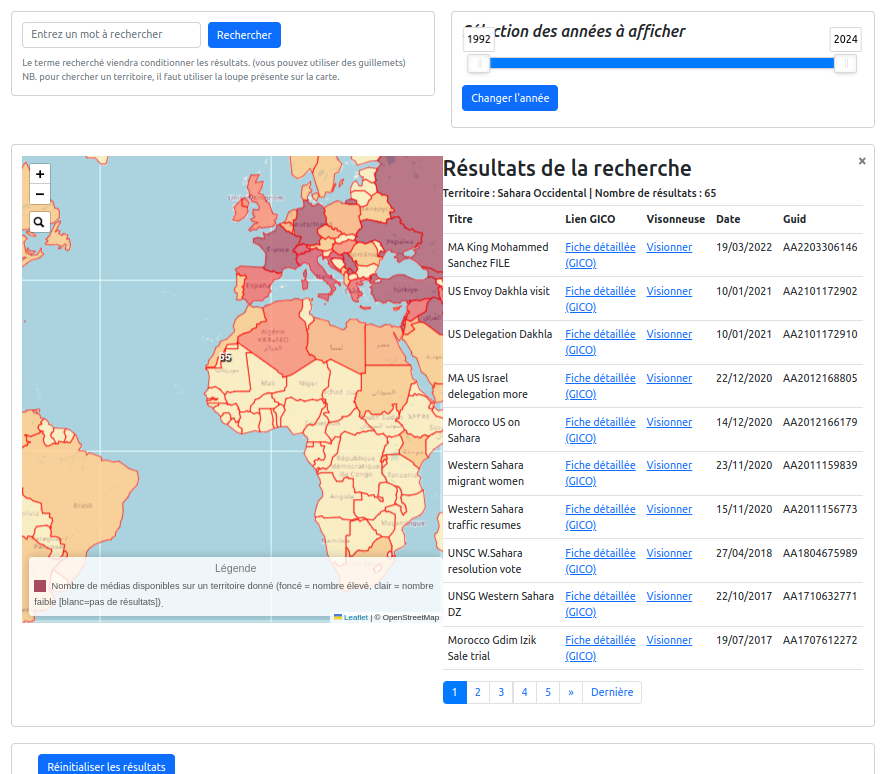 Entrez un mot à rechercher
Rechercher
Le terme recherché viendra conditionner les résultats. (vous pouvez utiliser des guillemets)
NB. pour chercher un territoire, il faut utiliser la loupe présente sur la carte.
Sélection des années à afficher
1992
2024
Changer l'année
+
−
France
España
Türkiye
Algérie
Mali
Niger
65
République
démocratique
du Congo
Tanzania
Angola
Brasil
Légende
Nombre de médias disponibles sur un territoire donné (foncé = nombre élevé, clair = nombre
faible [blanc=pas de résultats]).
Leaflet | © OpenStreetMap
×
Résultats de la recherche
Territoire : Sahara Occidental | Nombre de résultats : 65
Titre Lien GICO Visonneuse Date Guid
MA King Mohammed Fiche détaillée Visionner 19/03/2022 AA2203306146
Sanchez FILE (GICO)
US Envoy Dakhla visit Fiche détaillée Visionner 10/01/2021 AA2101172902
(GICO)
US Delegation Dakhla Fiche détaillée Visionner 10/01/2021 AA2101172910
(GICO)
MA US Israel Fiche détaillée Visionner 22/12/2020 AA2012168805
delegation more (GICO)
Morocco US on Fiche détaillée Visionner 14/12/2020 AA2012166179
Sahara (GICO)
Western Sahara Fiche détaillée Visionner 23/11/2020 AA2011159839
migrant women (GICO)
Western Sahara Fiche détaillée Visionner 15/11/2020 AA2011156773
traffic resumes (GICO)
UNSC W.Sahara Fiche détaillée Visionner 27/04/2018 AA1804675989
resolution vote (GICO)
UNSG Western Sahara Fiche détaillée Visionner 22/10/2017 AA1710632771
DZ (GICO)
Morocco Gdim Izik Fiche détaillée Visionner 19/07/2017 AA1707612272
Sale trial (GICO)
1 2 3 4 5 » Dernière
Réinitialiser les résultats